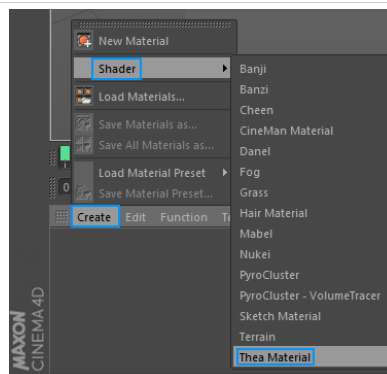 New Material
Shader
Load Materials...
Save Materials as...
Save All Materials as...
Load Material Preset
Save Material Preset...
Create Edit Function
Banji
Banzi
Cheen
CineMan Material
Danel
Fog
Grass
Hair Material
Mabel
Nukei
PyroCluster
PyroCluster - VolumeTracer
Sketch Material
Terrain
Thea Material
0
MAXON
CINEMA 4D